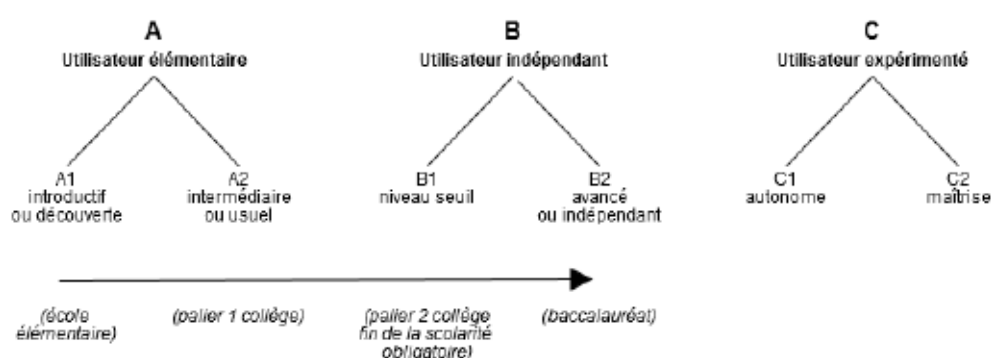 A
Utilisateur élémentaire
B
Utilisateur indépendant
C
Utilisateur expérimenté
A1
introductif
ou découverte
A2
intermédiaire
ou usuel
B1
niveau seuil
B2
avancé
ou indépendant
C1
autonome
C2
maîtrise
(école
élémentaire)
(palier 1 collège)
(palier 2 collège
fin de la scolarité
obligatoire)
(baccalauréat)